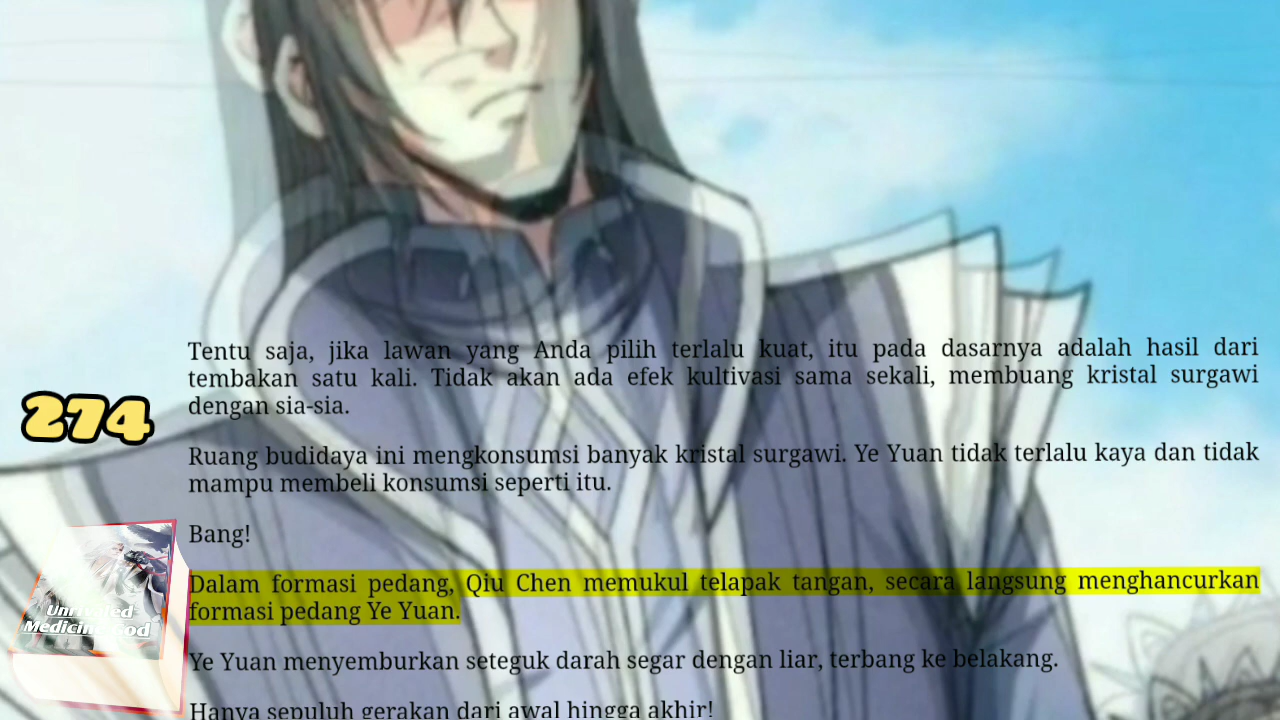 Tentu saja, jika lawan yang Anda pilih terlalu kuat, itu pada dasarnya adalah hasil dari
tembakan satu kali. Tidak akan ada efek kultivasi sama sekali, membuang kristal surgawi
dengan sia-sia.
274
Ruang budidaya ini mengkonsumsi banyak kristal surgawi. Ye Yuan tidak terlalu kaya dan tidak
mampu membeli konsumsi seperti itu.
Bang!
Dalam formasi pedang, Qiu Chen memukul telapak tangan, secara langsung menghancurkan
formasi pedang Ye Yuan.
Unrivaled
Medicine God
Ye Yuan menyemburkan seteguk darah segar dengan liar, terbang ke belakang.
Hanya sepuluh gerakan dari awal hingga akhir!